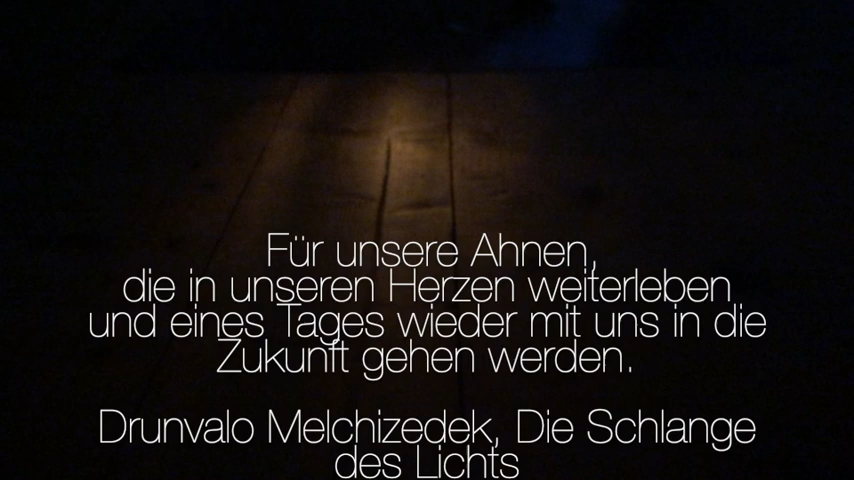 Für unsere Ahnen,
die in unseren Herzen weiterleben
und eines Tages wieder mit uns in die
Zukunft gehen werden.
Drunvalo Melchizedek, Die Schlange
des Lichts